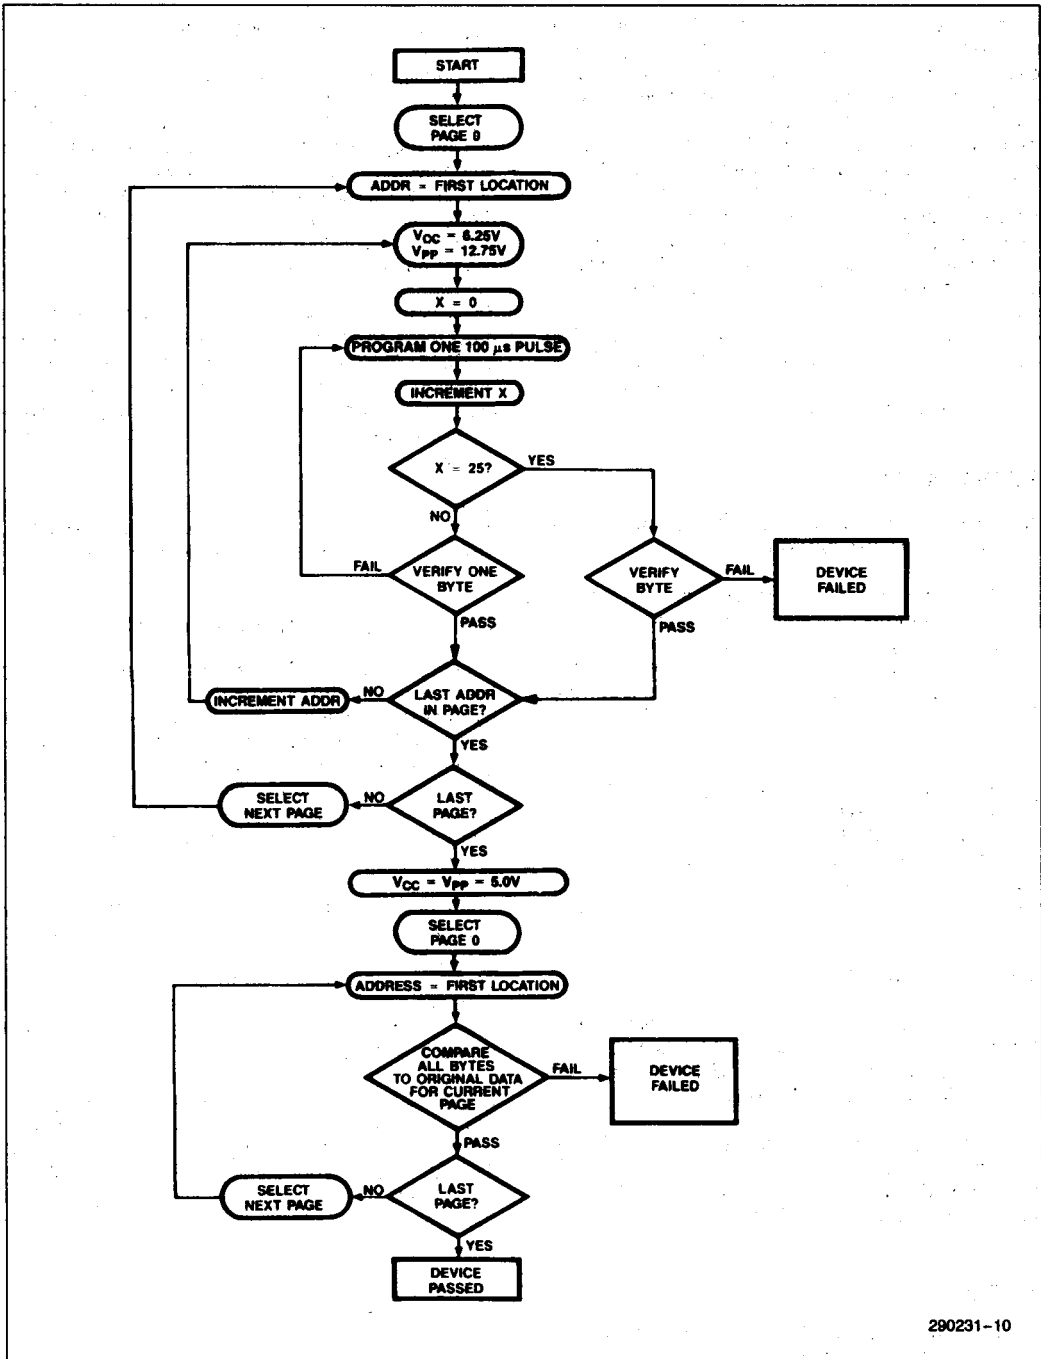 START
SELECT
PAGE 0
ADDR = FIRST LOCATION
VCC = 6.25V
VPP = 12.75V
X = 0
PROGRAM ONE 100 μs PULSE
INCREMENT X
X = 25?
YES
NO
VERIFY ONE
BYTE
FAIL
PASS
VERIFY
BYTE
FAIL
PASS
DEVICE
FAILED
LAST ADDR
IN PAGE?
NO
INCREMENT ADDR
YES
LAST
PAGE?
NO
SELECT
NEXT PAGE
YES
VCC = VPP = 5.0V
SELECT
PAGE 0
ADDRESS = FIRST LOCATION
COMPARE
ALL BYTES
TO ORIGINAL DATA
FOR CURRENT
PAGE
FAIL
DEVICE
FAILED
PASS
LAST
PAGE?
NO
SELECT
NEXT PAGE
YES
DEVICE
PASSED
290231-10